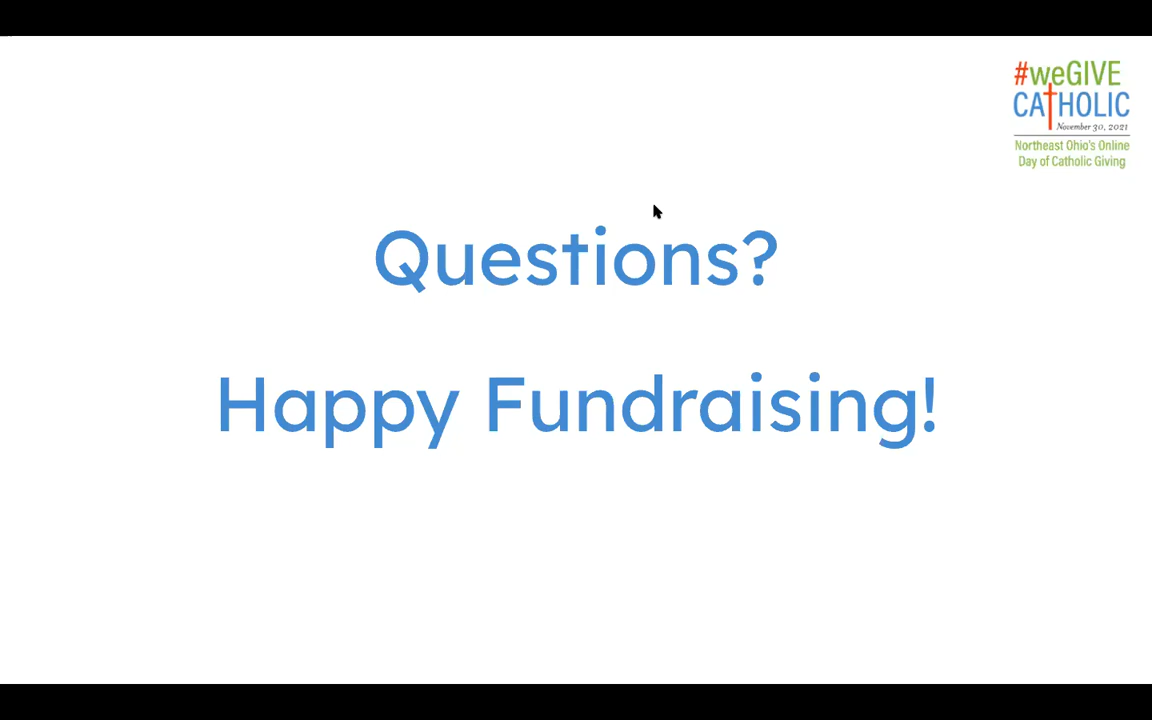 #weGIVE
CATHOLIC
November 30, 2021
Northeast Ohio's Online
Day of Catholic Giving
Questions?
Happy Fundraising!